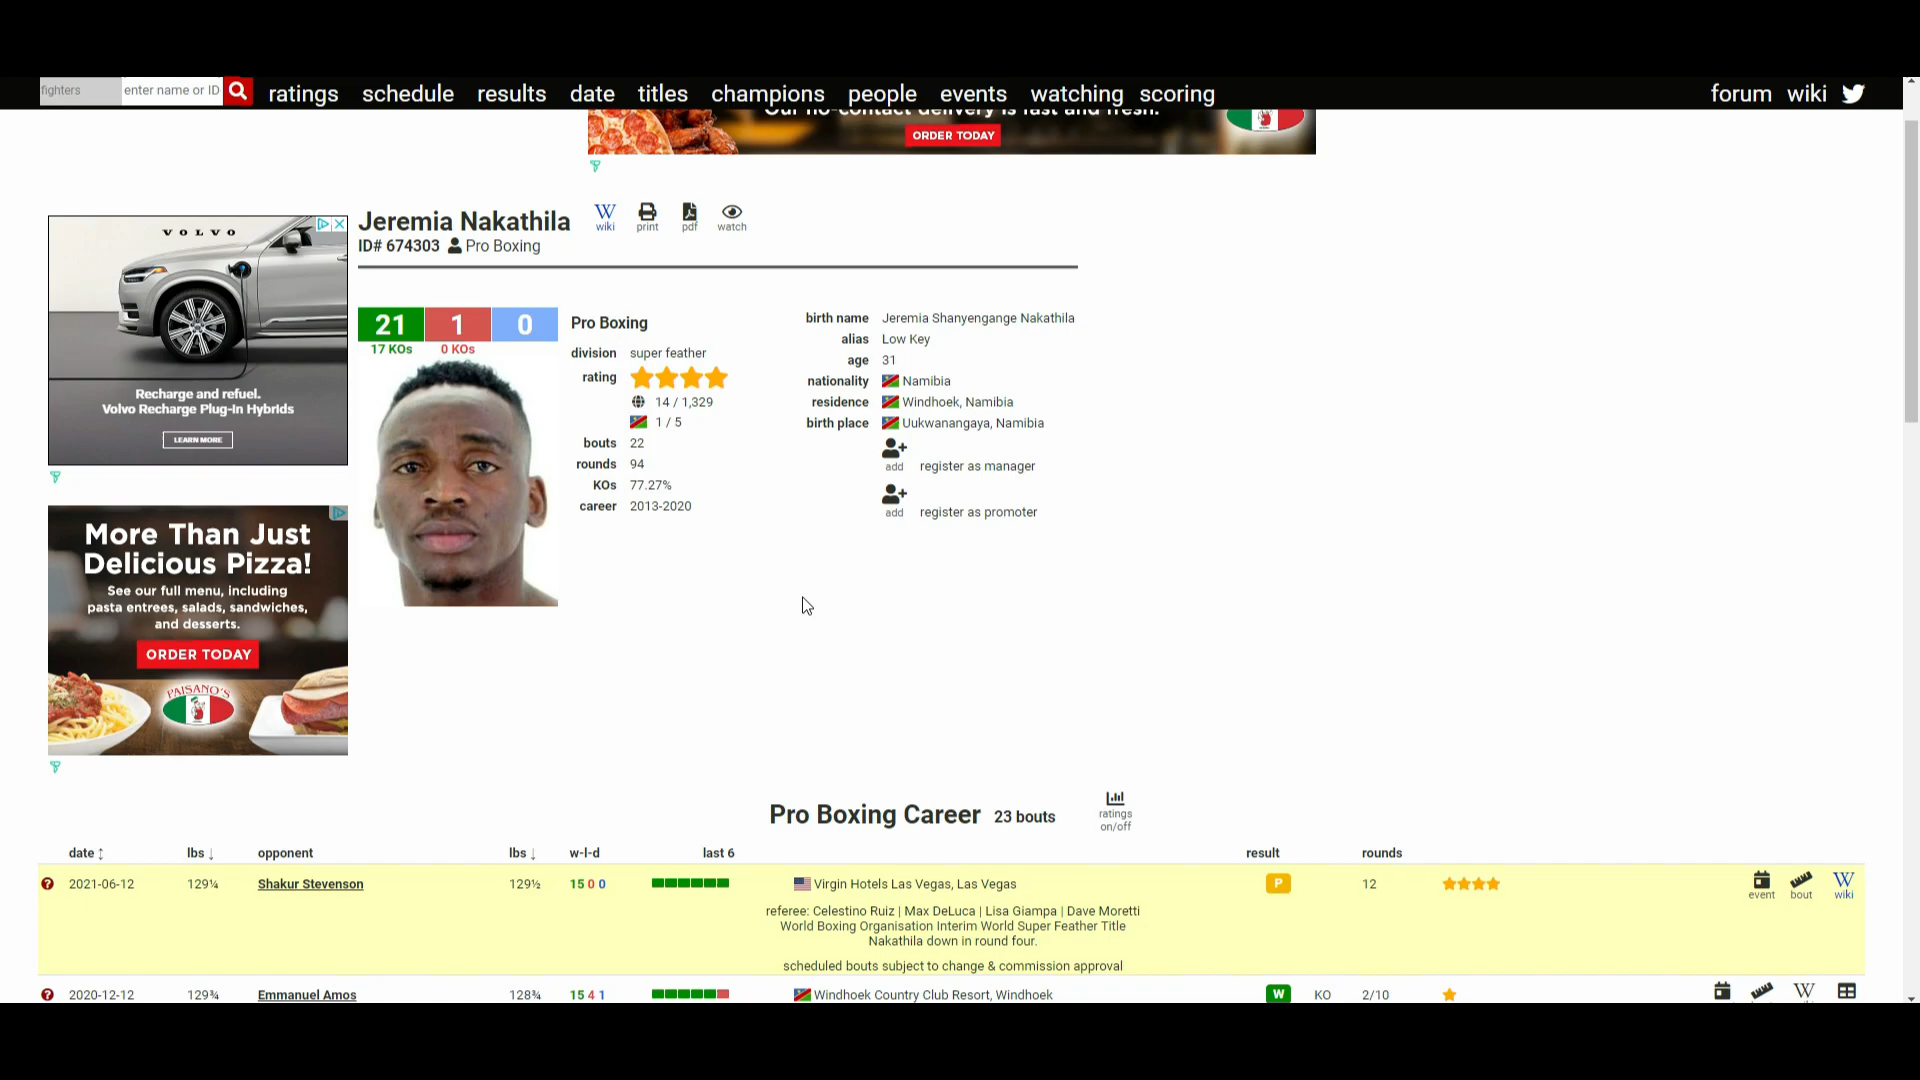 fighters enter name or ID ratings schedule results date titles champions people events watching scoring forum wiki
Our no-contact delivery is fast and fresh.
ORDER TODAY
Jeremia Nakathila
wiki print pdf watch
ID# 674303 Pro Boxing
VOLVO
Recharge and refuel.
Volvo Recharge Plug-In Hybrids
LEARN MORE
21 1 0
17 KOs 0 KOs
Pro Boxing
division super feather
rating
14 / 1,329
1 / 5
bouts 22
rounds 94
KOs 77.27%
career 2013-2020
birth name Jeremia Shanyengange Nakathila
alias Low Key
age 31
nationality Namibia
residence Windhoek, Namibia
birth place Uukwanangaya, Namibia
add register as manager
add register as promoter
More Than Just
Delicious Pizza!
See our full menu, including
pasta entrees, salads, sandwiches,
and desserts.
ORDER TODAY
PAISANO'S
Pro Boxing Career 23 bouts
ratings
on/off
date lbs opponent lbs w-l-d last 6 result rounds
2021-06-12 129¼ Shakur Stevenson 129½ 15 0 0 Virgin Hotels Las Vegas, Las Vegas P 12 event bout wiki
referee: Celestino Ruiz | Max DeLuca | Lisa Giampa | Dave Moretti
World Boxing Organisation Interim World Super Feather Title
Nakathila down in round four.
scheduled bouts subject to change & commission approval
2020-12-12 129¾ Emmanuel Amos 128¾ 15 4 1 Windhoek Country Club Resort, Windhoek W KO 2/10